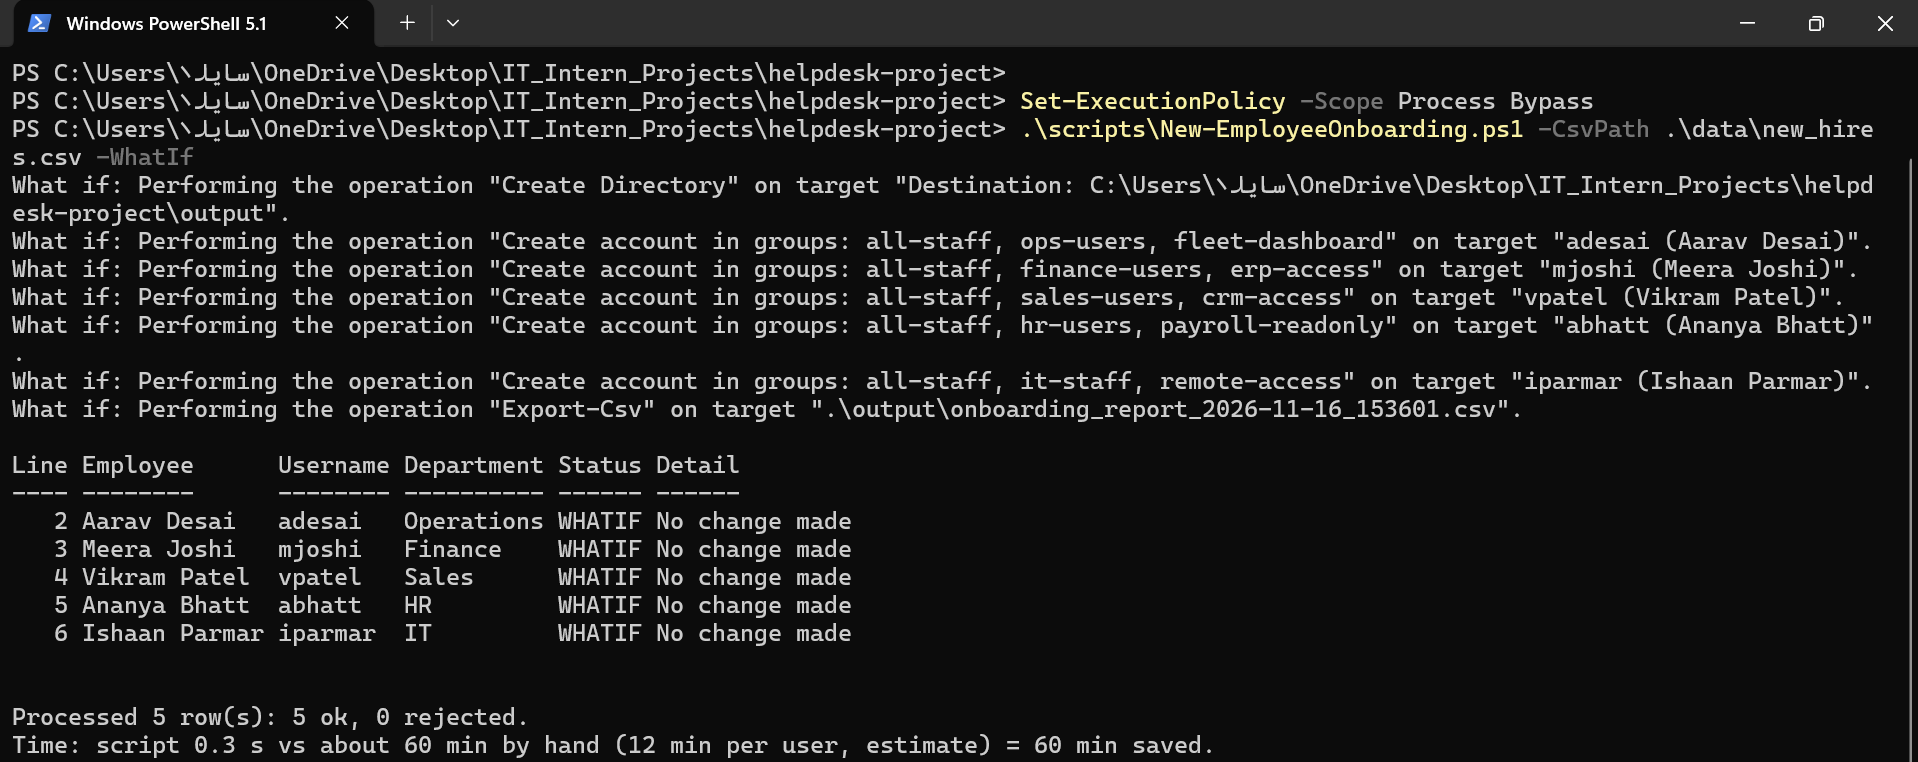 Windows PowerShell 5.1
PS C:\Users\سايلـ١\OneDrive\Desktop\IT_Intern_Projects\helpdesk-project>
PS C:\Users\سايلـ١\OneDrive\Desktop\IT_Intern_Projects\helpdesk-project> Set-ExecutionPolicy -Scope Process Bypass
PS C:\Users\سايلـ١\OneDrive\Desktop\IT_Intern_Projects\helpdesk-project> .\scripts\New-EmployeeOnboarding.ps1 -CsvPath .\data\new_hire
s.csv -WhatIf
What if: Performing the operation "Create Directory" on target "Destination: C:\Users\سايلـ١\OneDrive\Desktop\IT_Intern_Projects\helpd
esk-project\output".
What if: Performing the operation "Create account in groups: all-staff, ops-users, fleet-dashboard" on target "adesai (Aarav Desai)".
What if: Performing the operation "Create account in groups: all-staff, finance-users, erp-access" on target "mjoshi (Meera Joshi)".
What if: Performing the operation "Create account in groups: all-staff, sales-users, crm-access" on target "vpatel (Vikram Patel)".
What if: Performing the operation "Create account in groups: all-staff, hr-users, payroll-readonly" on target "abhatt (Ananya Bhatt)"
.
What if: Performing the operation "Create account in groups: all-staff, it-staff, remote-access" on target "iparmar (Ishaan Parmar)".
What if: Performing the operation "Export-Csv" on target ".\output\onboarding_report_2026-11-16_153601.csv".
Line Employee Username Department Status Detail
---- -------- -------- ---------- ------ ------
2 Aarav Desai adesai Operations WHATIF No change made
3 Meera Joshi mjoshi Finance WHATIF No change made
4 Vikram Patel vpatel Sales WHATIF No change made
5 Ananya Bhatt abhatt HR WHATIF No change made
6 Ishaan Parmar iparmar IT WHATIF No change made
Processed 5 row(s): 5 ok, 0 rejected.
Time: script 0.3 s vs about 60 min by hand (12 min per user, estimate) = 60 min saved.